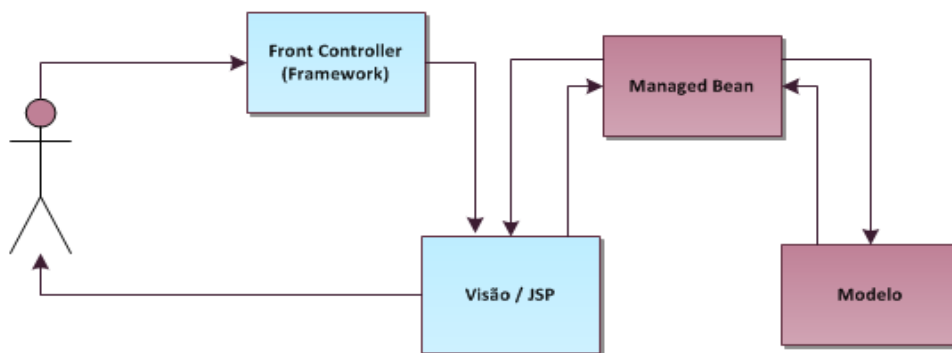 Front Controller
(Framework)
Managed Bean
Visão / JSP
Modelo